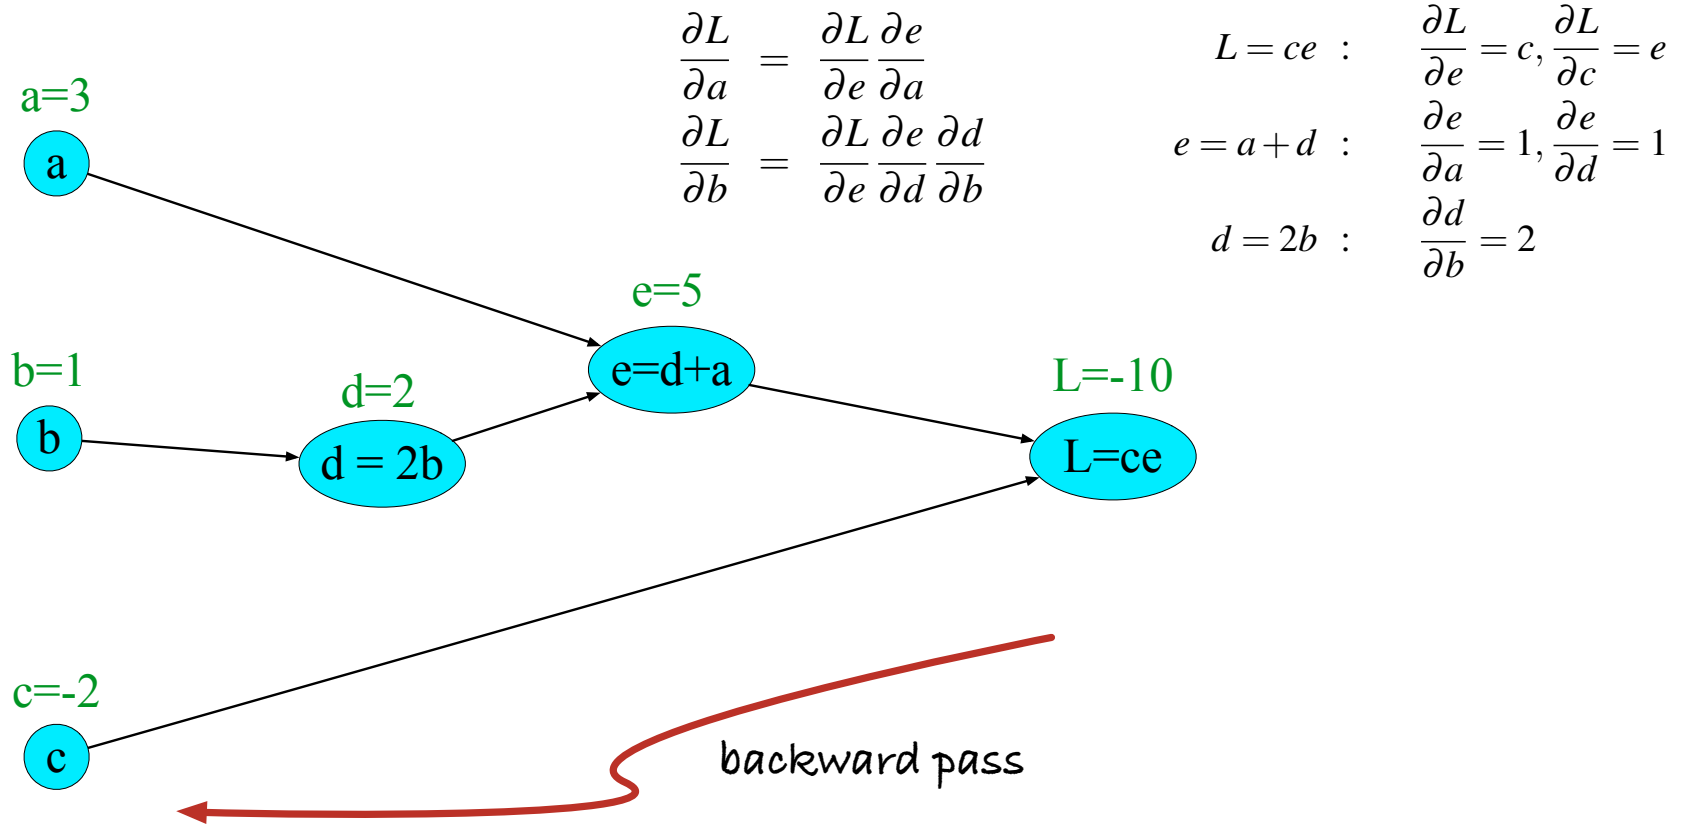 ∂L/∂a = ∂L/∂e ∂e/∂a
∂L/∂b = ∂L/∂e ∂e/∂d ∂d/∂b
L = ce : ∂L/∂e = c, ∂L/∂c = e
e = a + d : ∂e/∂a = 1, ∂e/∂d = 1
d = 2b : ∂d/∂b = 2
a=3
a
b=1
b
d=2
d = 2b
e=5
e=d+a
L=-10
L=ce
c=-2
c
backward pass